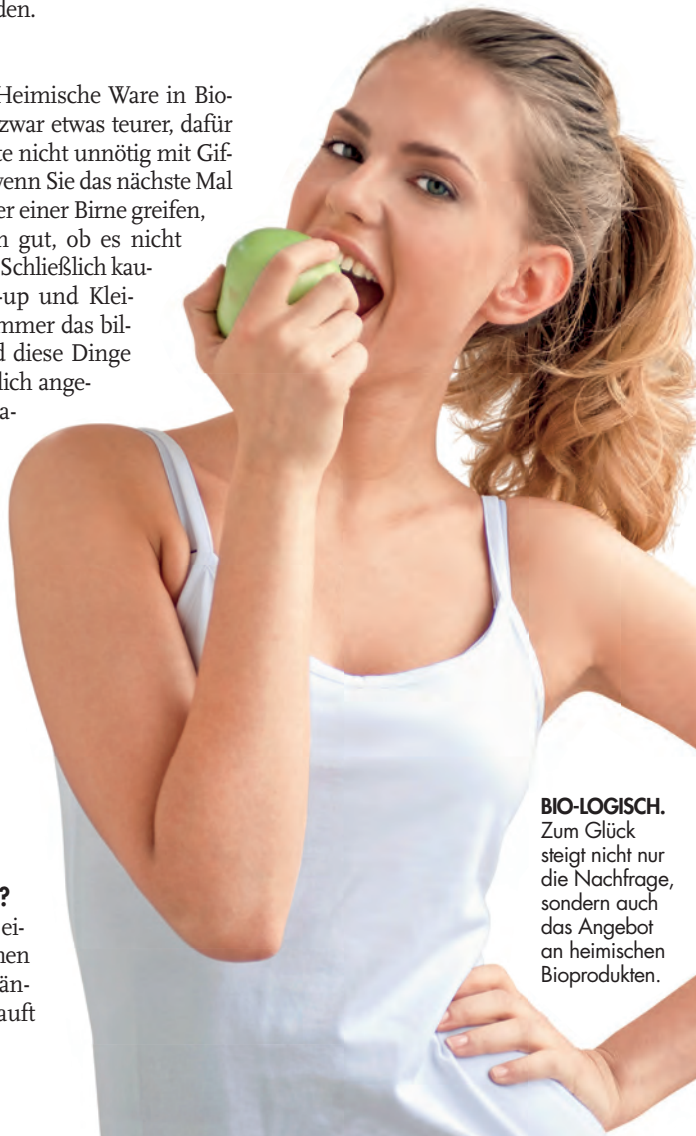 den.
Heimische Ware in Bio-
zwar etwas teurer, dafür
te nicht unnötig mit Gif-
venn Sie das nächste Mal
er einer Birne greifen,
n gut, ob es nicht
Schließlich kau-
-up und Klei-
mmer das bil-
d diese Dinge
lich ange-
a-
?
ei-
nen
än-
auft
BIO-LOGISCH.
Zum Glück
steigt nicht nur
die Nachfrage,
sondern auch
das Angebot
an heimischen
Bioprodukten.